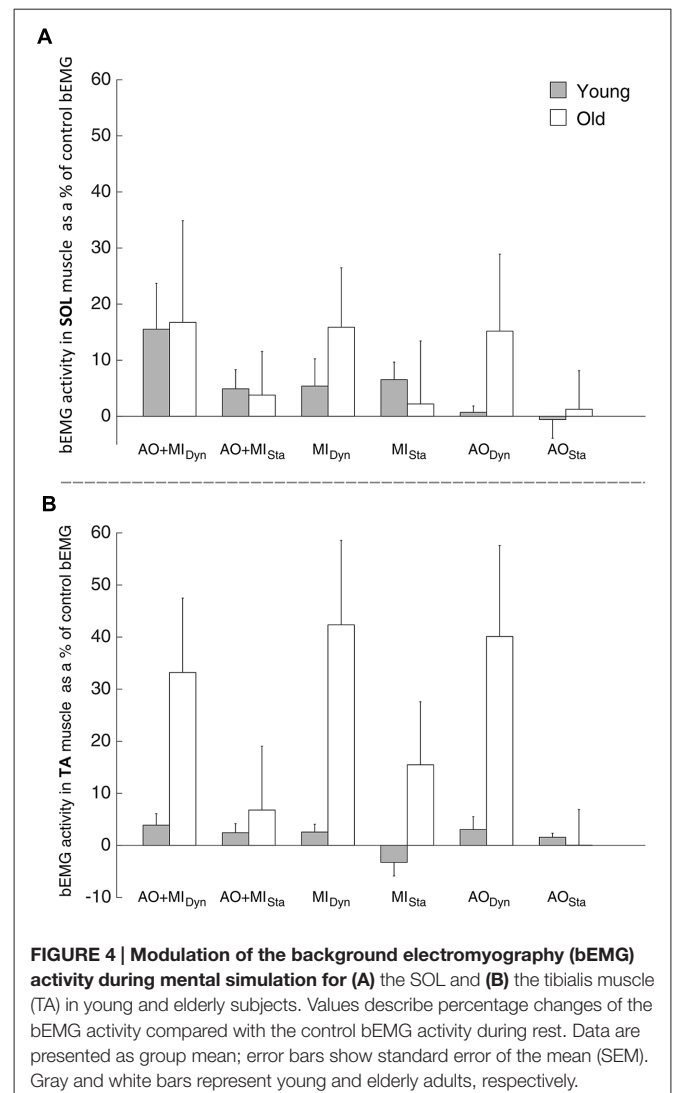 A
bEMG activity in SOL muscle as a % of control bEMG
60
50
40
30
20
10
0
Young
Old
AO+MIDyn AO+MISta MIDyn MISta AODyn AOSta
B
bEMG activity in TA muscle as a % of control bEMG
60
50
40
30
20
10
0
-10
AO+MIDyn AO+MISta MIDyn MISta AODyn AOSta
FIGURE 4 | Modulation of the background electromyography (bEMG)
activity during mental simulation for (A) the SOL and (B) the tibialis muscle
(TA) in young and elderly subjects. Values describe percentage changes of the
bEMG activity compared with the control bEMG activity during rest. Data are
presented as group mean; error bars show standard error of the mean (SEM).
Gray and white bars represent young and elderly adults, respectively.